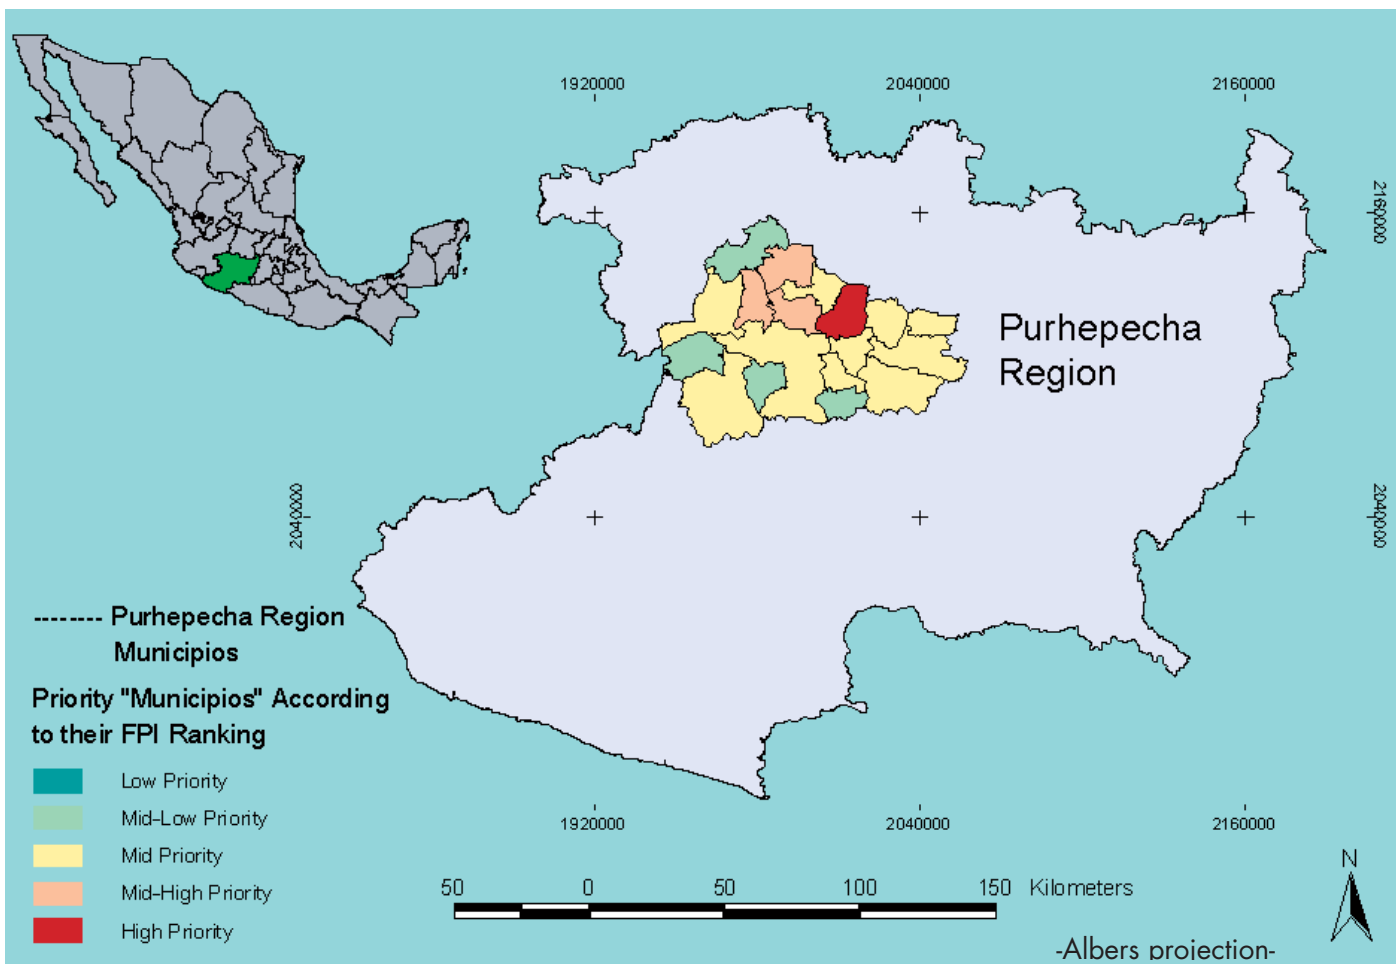 1920000
2040000
2160000
2160000
Purhepecha
Region
2040000
2040000
-------- Purhepecha Region
Municipios
Priority "Municipios" According
to their FPI Ranking
Low Priority
Mid-Low Priority
Mid Priority
Mid-High Priority
High Priority
1920000
2040000
2160000
50 0 50 100 150 Kilometers
N
-Albers projection-